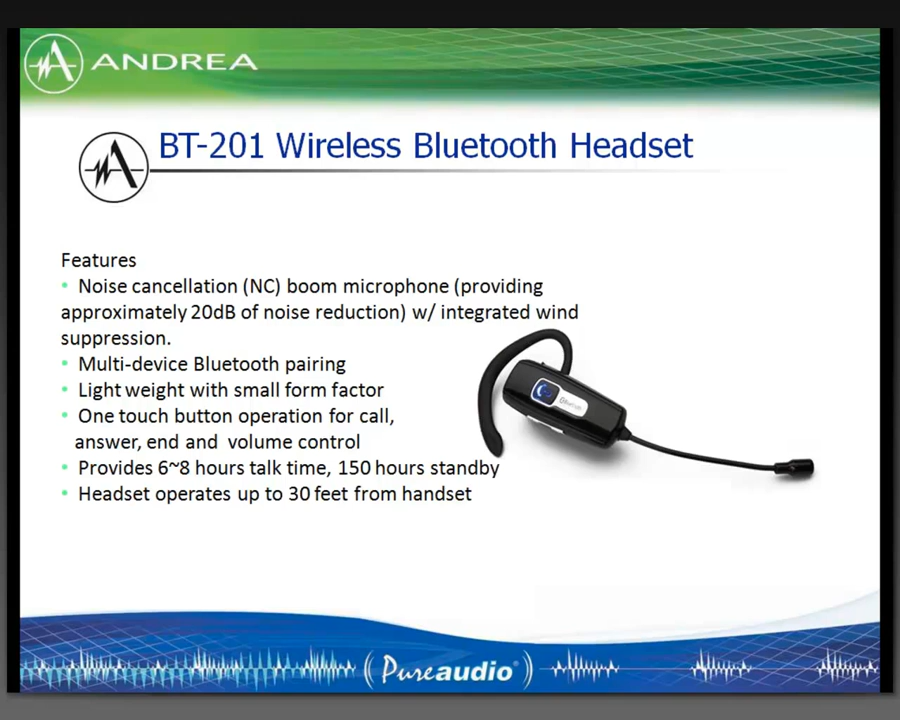 ANDREA
BT-201 Wireless Bluetooth Headset
Features
• Noise cancellation (NC) boom microphone (providing
approximately 20dB of noise reduction) w/ integrated wind
suppression.
• Multi-device Bluetooth pairing
• Light weight with small form factor
• One touch button operation for call,
answer, end and volume control
• Provides 6~8 hours talk time, 150 hours standby
• Headset operates up to 30 feet from handset
Bluetooth
(Pureaudio®)